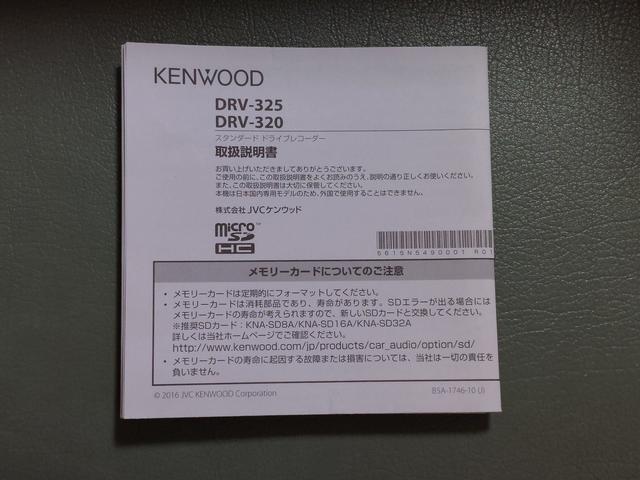 KENWOOD
DRV-325
DRV-320
スタンダード ドライブレコーダー
取扱説明書
お買い上げいただきましてありがとうございます。
ご使用の前に、この取扱説明書をよくお読みのうえ、説明の通り正しくお使いください。
また、この取扱説明書は大切に保管してください。
本機は日本国内専用モデルのため、外国で使用することはできません。
株式会社 JVCケンウッド
micro
SD
HC
5615N5490001 R01
メモリーカードについてのご注意
• メモリーカードは定期的にフォーマットしてください。
• メモリーカードは消耗部品であり、寿命があります。SDエラーが出る場合には
メモリーカードの寿命が考えられますので、新しいSDカードと交換してください。
※推奨SDカード：KNA-SD8A/KNA-SD16A/KNA-SD32A
詳しくは当社ホームページでご確認ください。
http://www.kenwood.com/jp/products/car_audio/option/sd/
• メモリーカードの寿命に起因する故障または損害については、当社は一切の責任を
負いません。
© 2016 JVC KENWOOD Corporation
B5A-1746-10 (J)